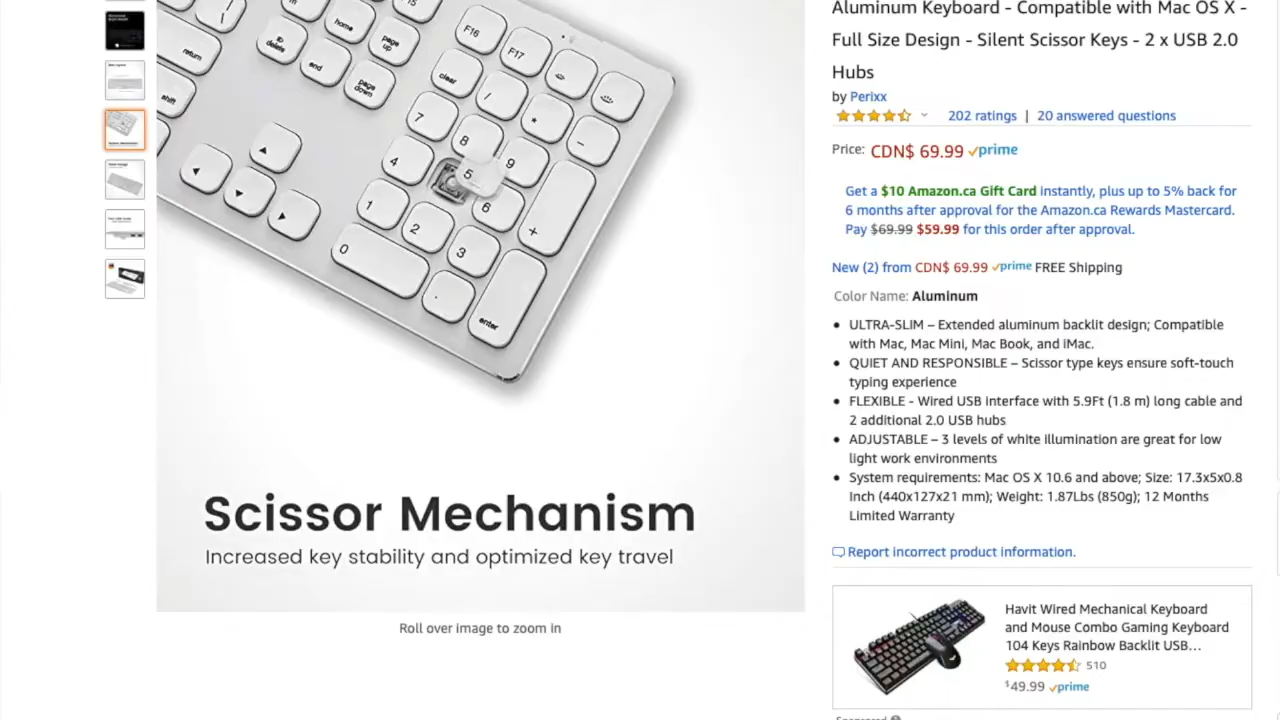 Aluminum Keyboard - Compatible with Mac OS X -
Full Size Design - Silent Scissor Keys - 2 x USB 2.0
Hubs
by Perixx
202 ratings | 20 answered questions
Price: CDN$ 69.99 prime
Get a $10 Amazon.ca Gift Card instantly, plus up to 5% back for
6 months after approval for the Amazon.ca Rewards Mastercard.
Pay $69.99 $59.99 for this order after approval.
New (2) from CDN$ 69.99 prime FREE Shipping
Color Name: Aluminum
• ULTRA-SLIM – Extended aluminum backlit design; Compatible
with Mac, Mac Mini, Mac Book, and iMac.
• QUIET AND RESPONSIBLE – Scissor type keys ensure soft-touch
typing experience
• FLEXIBLE - Wired USB interface with 5.9Ft (1.8 m) long cable and
2 additional 2.0 USB hubs
• ADJUSTABLE – 3 levels of white illumination are great for low
light work environments
• System requirements: Mac OS X 10.6 and above; Size: 17.3x5x0.8
Inch (440x127x21 mm); Weight: 1.87Lbs (850g); 12 Months
Limited Warranty
Report incorrect product information.
Havit Wired Mechanical Keyboard
and Mouse Combo Gaming Keyboard
104 Keys Rainbow Backlit USB...
510
$49.99 prime
F15
F16
F17
home
page up
return
delete
end
page down
clear
/
*
-
shift
7
8
9
4
5
6
+
1
2
3
0
.
enter
Scissor Mechanism
Increased key stability and optimized key travel
Roll over image to zoom in